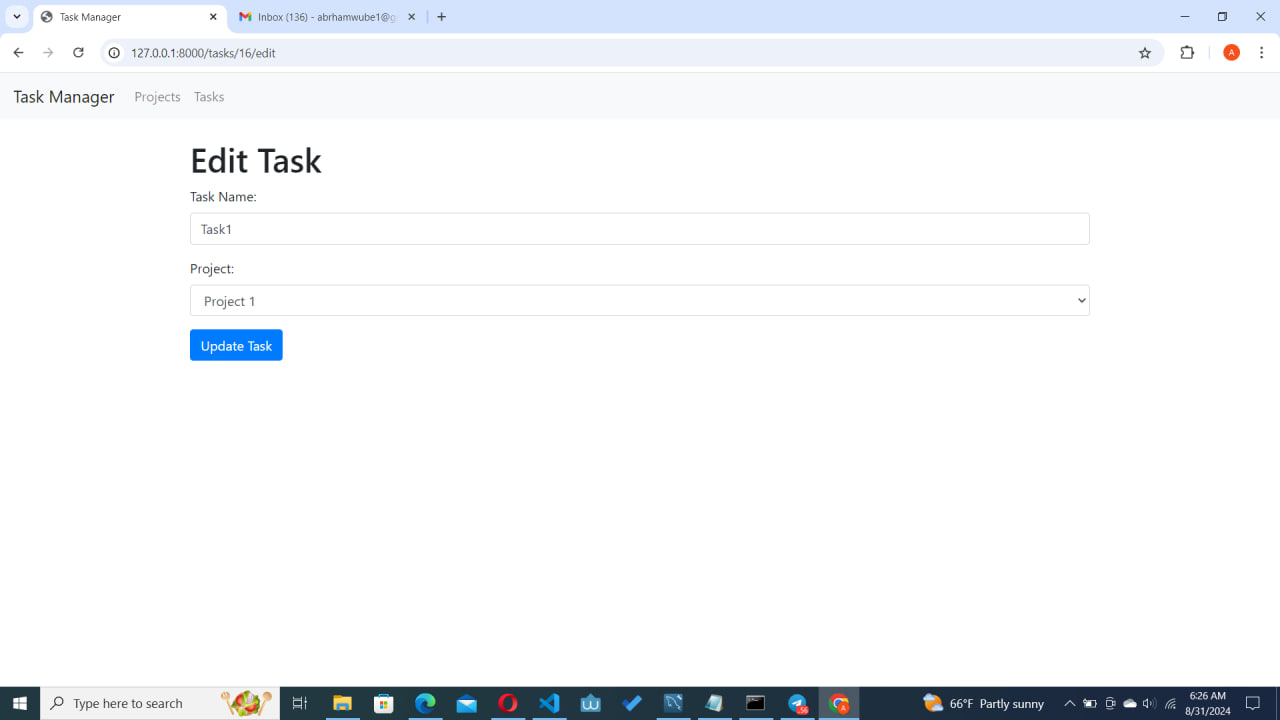 Task Manager
Inbox (136) - abrhamwube1@g
127.0.0.1:8000/tasks/16/edit
A
Task Manager Projects Tasks
Edit Task
Task Name:
Task1
Project:
Project 1
Update Task
Type here to search
56
A
66°F Partly sunny
6:26 AM
8/31/2024